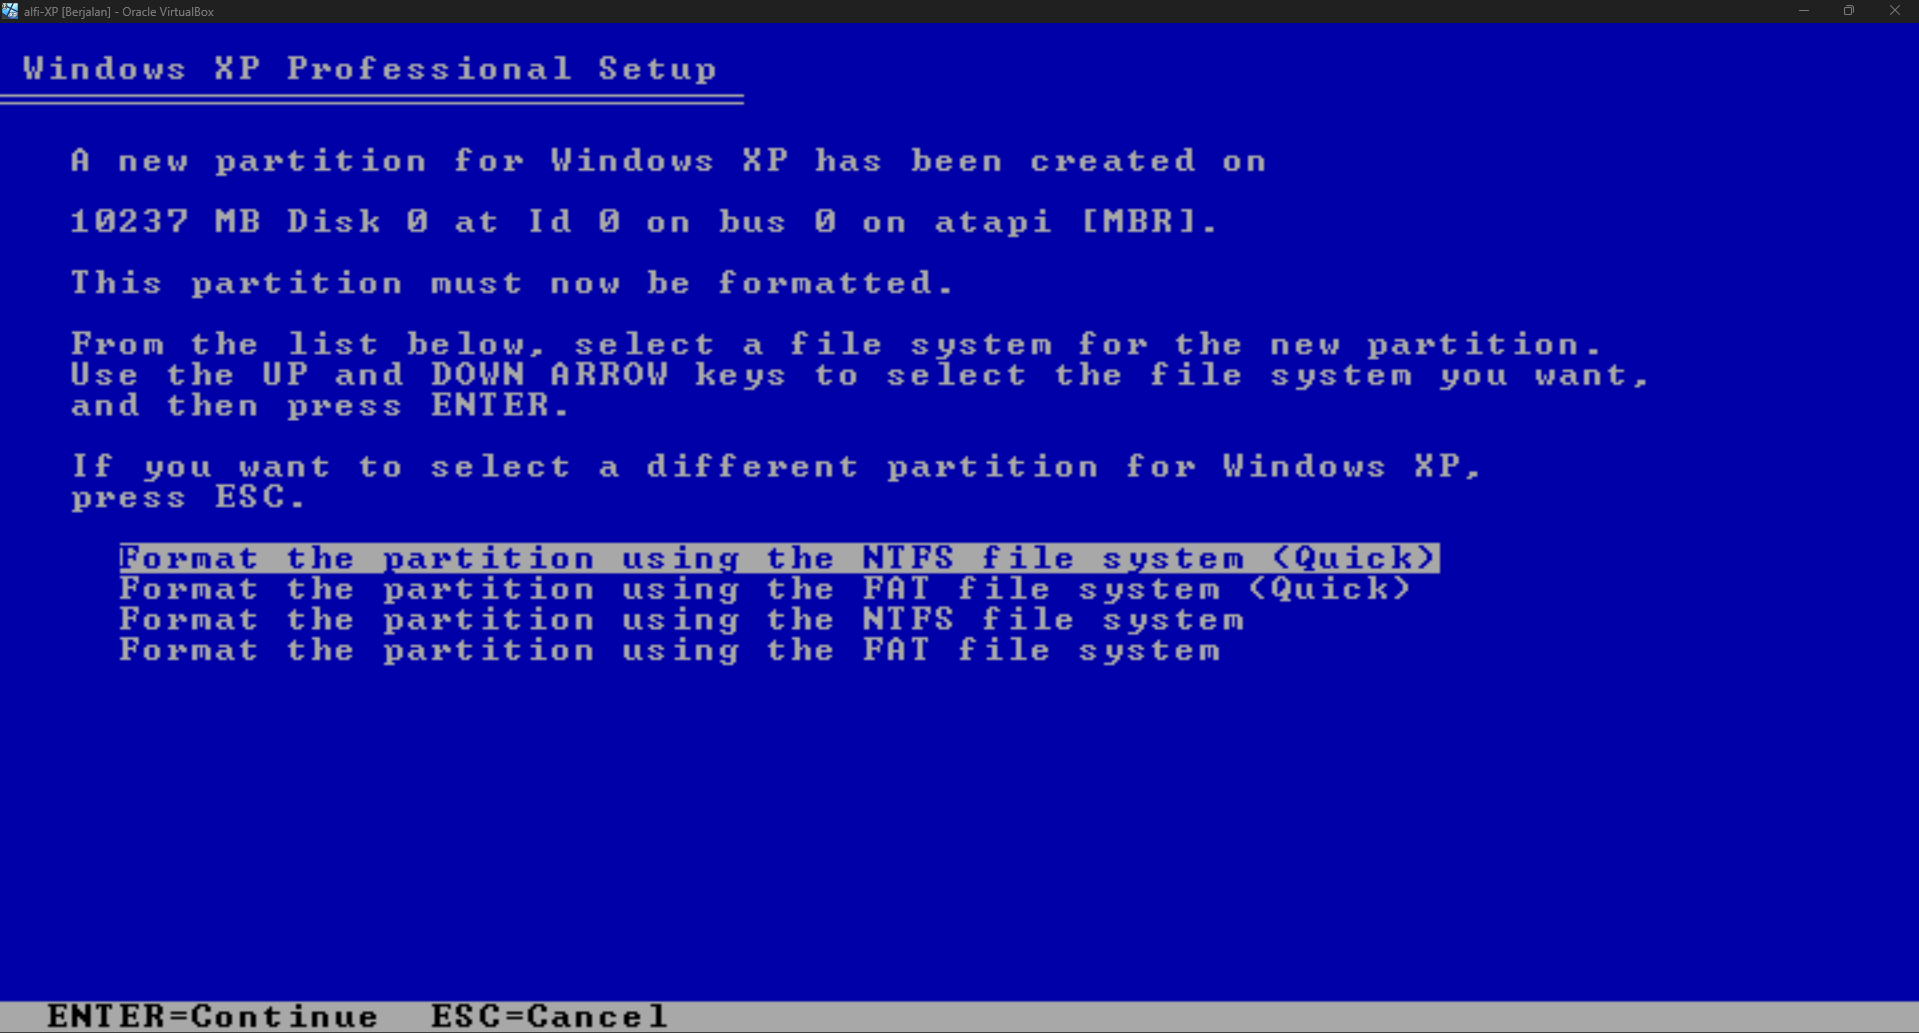 alfi-XP [Berjalan] - Oracle VirtualBox
Windows XP Professional Setup
A new partition for Windows XP has been created on
10237 MB Disk 0 at Id 0 on bus 0 on atapi [MBR].
This partition must now be formatted.
From the list below, select a file system for the new partition.
Use the UP and DOWN ARROW keys to select the file system you want,
and then press ENTER.
If you want to select a different partition for Windows XP,
press ESC.
Format the partition using the NTFS file system (Quick)
Format the partition using the FAT file system (Quick)
Format the partition using the NTFS file system
Format the partition using the FAT file system
ENTER=Continue ESC=Cancel